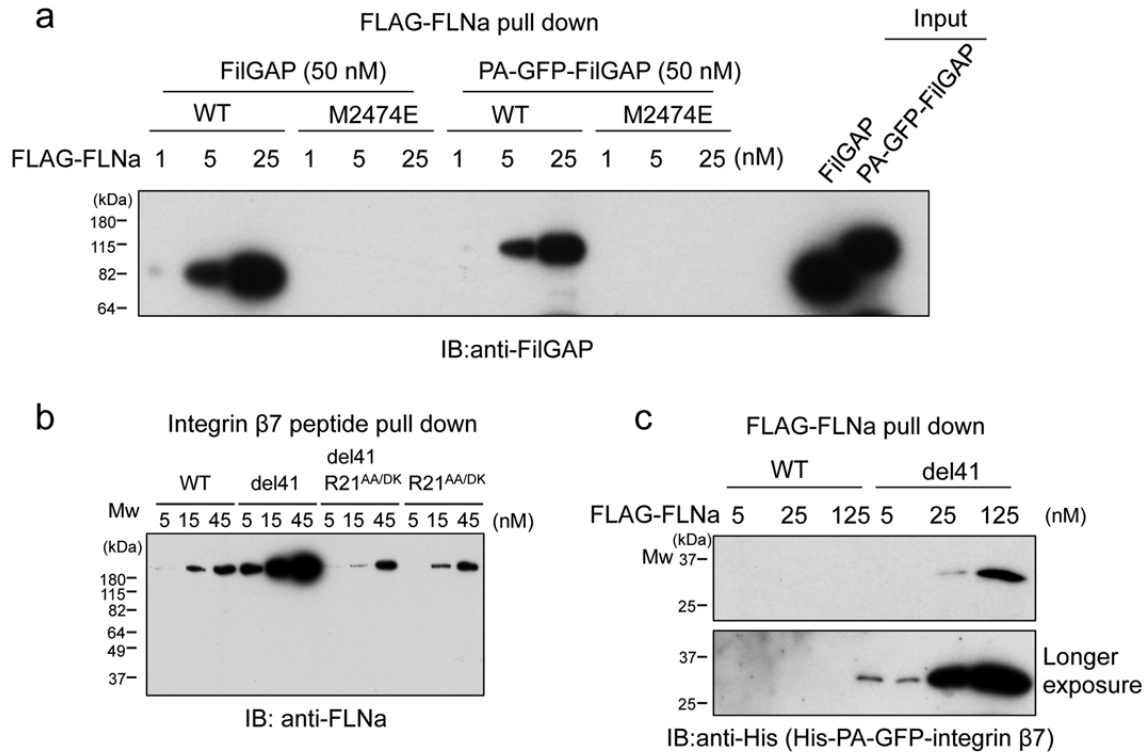 a
FLAG-FLNa pull down
Input
FilGAP (50 nM) PA-GFP-FilGAP (50 nM)
WT M2474E WT M2474E
FLAG-FLNa 1 5 25 1 5 25 1 5 25 1 5 25 (nM)
FilGAP
PA-GFP-FilGAP
(kDa)
180
115
82
64
IB:anti-FilGAP
b
Integrin β7 peptide pull down
WT del41 del41 R21AA/DK R21AA/DK
Mw 5 15 45 5 15 45 5 15 45 5 15 45 (nM)
(kDa)
180
115
82
64
49
37
IB: anti-FLNa
c
FLAG-FLNa pull down
WT del41
FLAG-FLNa 5 25 125 5 25 125 (nM)
(kDa)
Mw 37
25
37
25
Longer
exposure
IB:anti-His (His-PA-GFP-integrin β7)